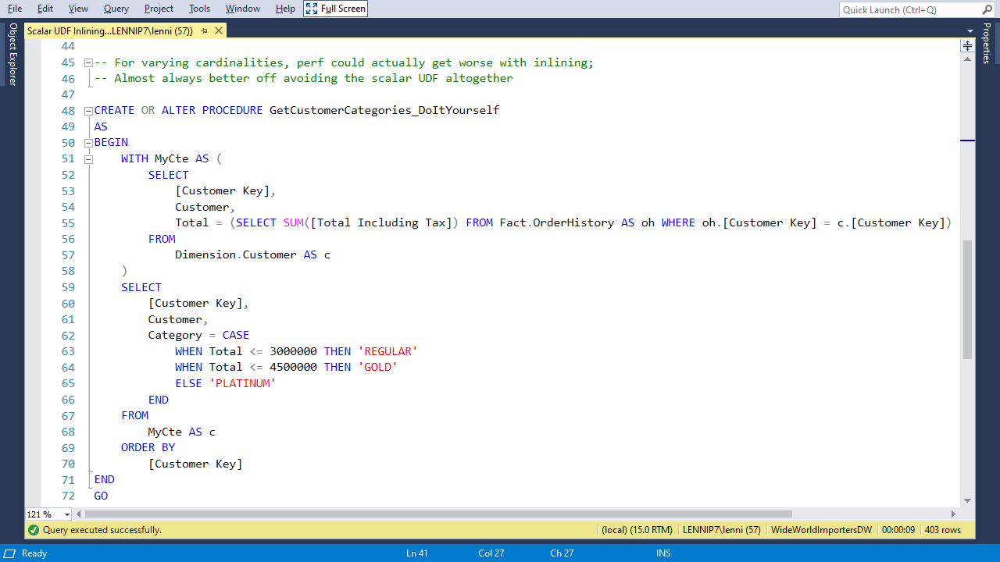 File Edit View Query Project Tools Window Help Full Screen Quick Launch (Ctrl+Q)
Object Explorer
Scalar UDF Inlining...LENNIP7\lenni (57))
Properties
44
45 -- For varying cardinalities, perf could actually get worse with inlining;
46 -- Almost always better off avoiding the scalar UDF altogether
47
48 CREATE OR ALTER PROCEDURE GetCustomerCategories_DoItYourself
49 AS
50 BEGIN
51 WITH MyCte AS (
52 SELECT
53 [Customer Key],
54 Customer,
55 Total = (SELECT SUM([Total Including Tax]) FROM Fact.OrderHistory AS oh WHERE oh.[Customer Key] = c.[Customer Key])
56 FROM
57 Dimension.Customer AS c
58 )
59 SELECT
60 [Customer Key],
61 Customer,
62 Category = CASE
63 WHEN Total <= 3000000 THEN 'REGULAR'
64 WHEN Total <= 4500000 THEN 'GOLD'
65 ELSE 'PLATINUM'
66 END
67 FROM
68 MyCte AS c
69 ORDER BY
70 [Customer Key]
71 END
72 GO
121 %
Query executed successfully. (local) (15.0 RTM) LENNIP7\lenni (57) WideWorldImportersDW 00:00:09 403 rows
Ready Ln 41 Col 27 Ch 27 INS